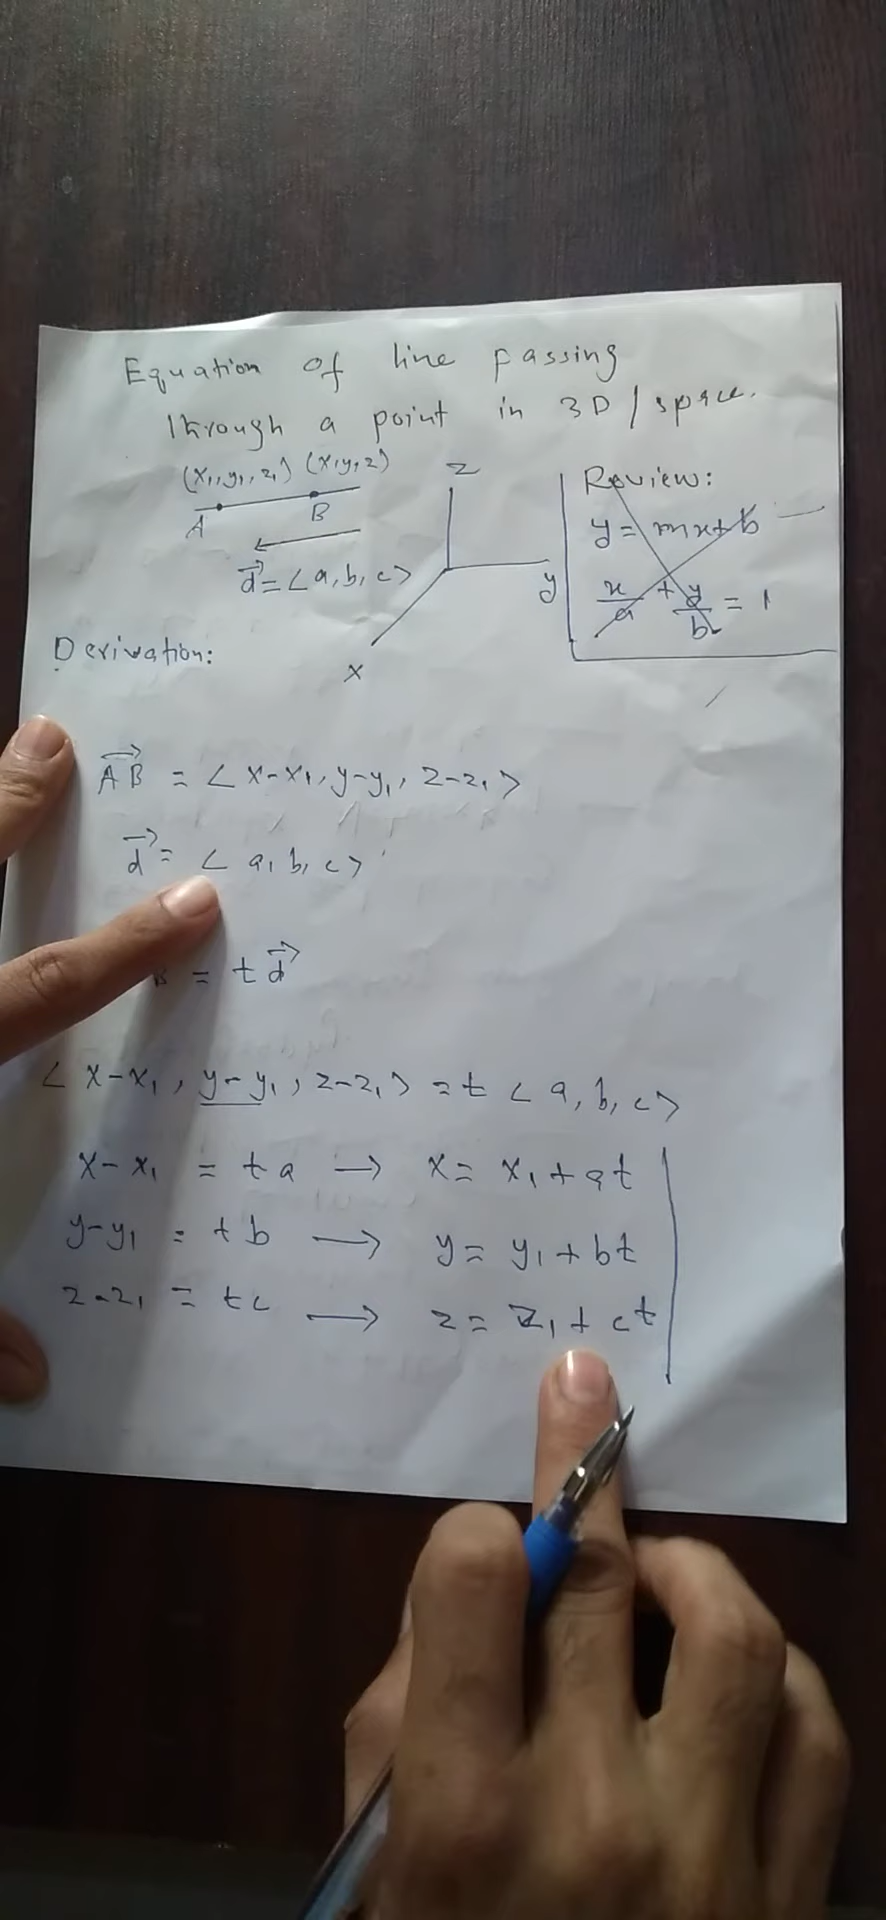 Equation of line passing
through a point in 3D / space.
(x₁, y₁, z₁) (x, y, z)
A B
d⃗ = < a, b, c >
z
y
x
Review:
y = mx + b
x/a + y/b = 1
Derivation:
AB⃗ = < x-x₁, y-y₁, z-z₁ >
d⃗ = < a, b, c >
B = t d⃗
< x-x₁, y-y₁, z-z₁ > = t < a, b, c >
x-x₁ = ta → x = x₁ + at
y-y₁ = tb → y = y₁ + bt
z-z₁ = tc → z = z₁ + ct